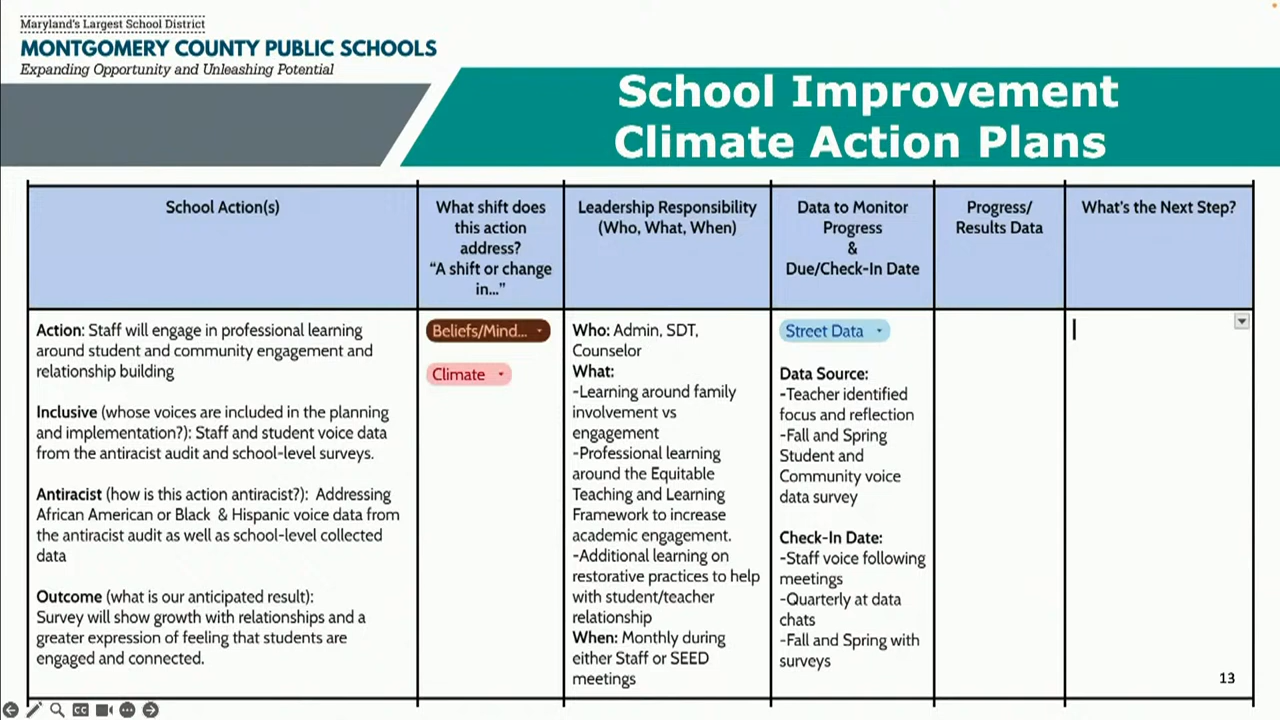 Maryland's Largest School District
MONTGOMERY COUNTY PUBLIC SCHOOLS
Expanding Opportunity and Unleashing Potential
School Improvement
Climate Action Plans
School Action(s)
What shift does
this action
address?
“A shift or change
in...”
Leadership Responsibility
(Who, What, When)
Data to Monitor
Progress
&
Due/Check-In Date
Progress/
Results Data
What's the Next Step?
Action: Staff will engage in professional learning
around student and community engagement and
relationship building
Inclusive (whose voices are included in the planning
and implementation?): Staff and student voice data
from the antiracist audit and school-level surveys.
Antiracist (how is this action antiracist?): Addressing
African American or Black & Hispanic voice data from
the antiracist audit as well as school-level collected
data
Outcome (what is our anticipated result):
Survey will show growth with relationships and a
greater expression of feeling that students are
engaged and connected.
Beliefs/Mind...
Climate
Who: Admin, SDT,
Counselor
What:
-Learning around family
involvement vs
engagement
-Professional learning
around the Equitable
Teaching and Learning
Framework to increase
academic engagement.
-Additional learning on
restorative practices to help
with student/teacher
relationship
When: Monthly during
either Staff or SEED
meetings
Street Data
Data Source:
-Teacher identified
focus and reflection
-Fall and Spring
Student and
Community voice
data survey
Check-In Date:
-Staff voice following
meetings
-Quarterly at data
chats
-Fall and Spring with
surveys
13
CC